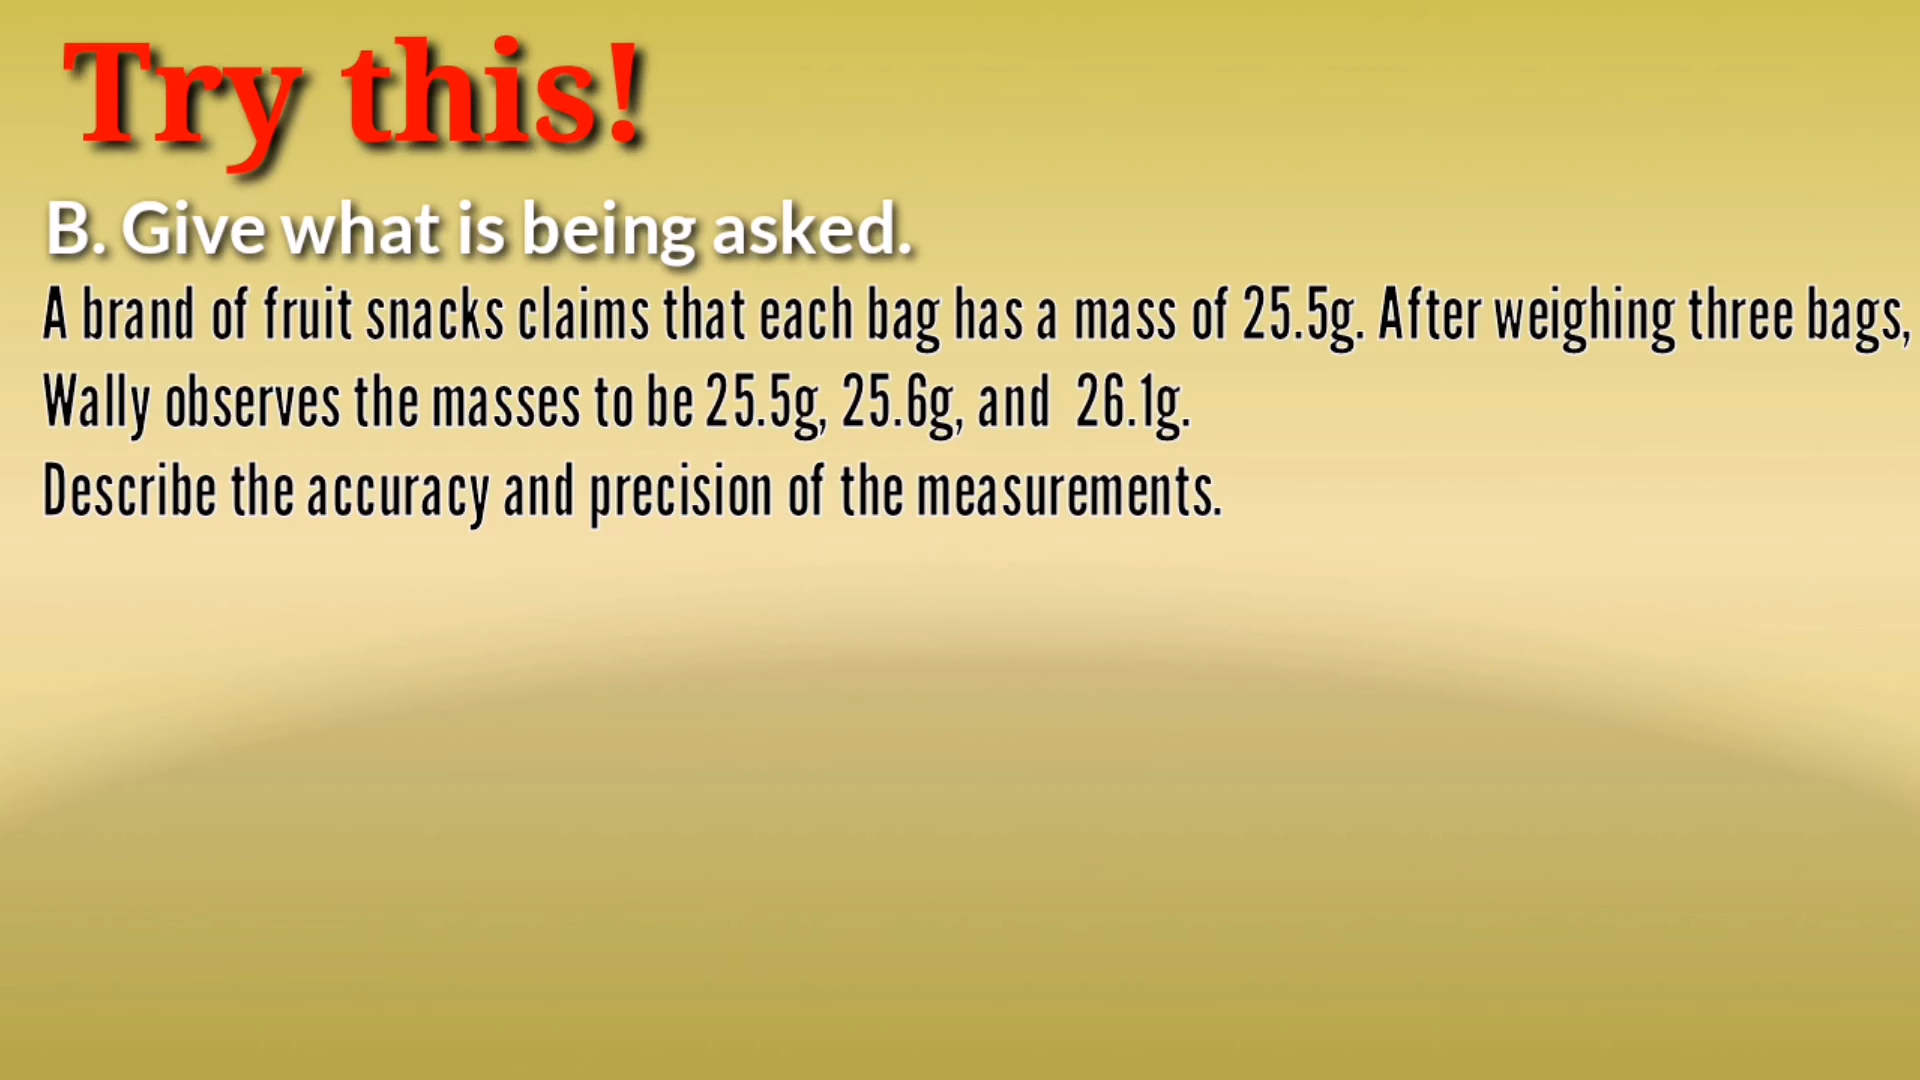 Try this!
B. Give what is being asked.
A brand of fruit snacks claims that each bag has a mass of 25.5g. After weighing three bags,
Wally observes the masses to be 25.5g, 25.6g, and 26.1g.
Describe the accuracy and precision of the measurements.